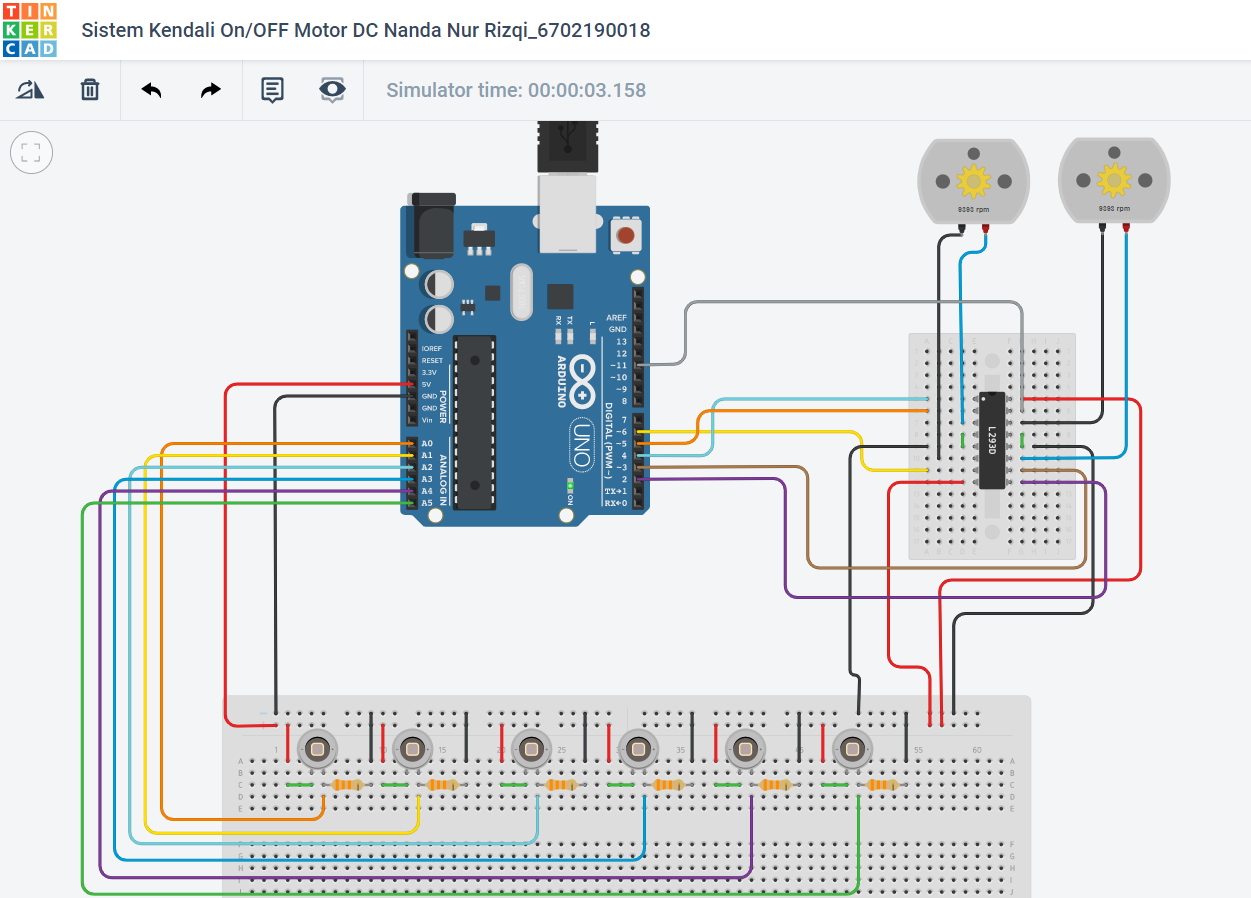 TIN
KER
CAD
Sistem Kendali On/OFF Motor DC Nanda Nur Rizqi_6702190018
Simulator time: 00:00:03.158
9393 rpm
9393 rpm
AREF
GND
13
12
~11
~10
~9
8
7
~6
~5
4
~3
2
TX→1
RX←0
DIGITAL (PWM~)
RX
TX
L
ARDUINO
UNO
ON
IOREF
RESET
3.3V
5V
GND
GND
Vin
POWER
A0
A1
A2
A3
A4
A5
ANALOG IN
L293D
1
15
25
35
55
60
A
B
C
D
E
A
B
C
D
E
F
G
H
I
J